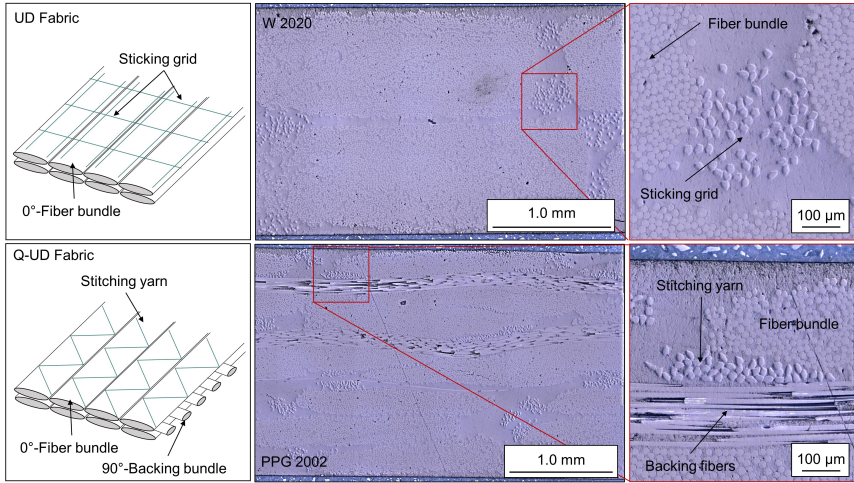 UD Fabric
Sticking grid
0°-Fiber bundle
W 2020
1.0 mm
Fiber bundle
Sticking grid
100 µm
Q-UD Fabric
Stitching yarn
0°-Fiber bundle
90°-Backing bundle
PPG 2002
1.0 mm
Stitching yarn
Fiber bundle
Backing fibers
100 µm